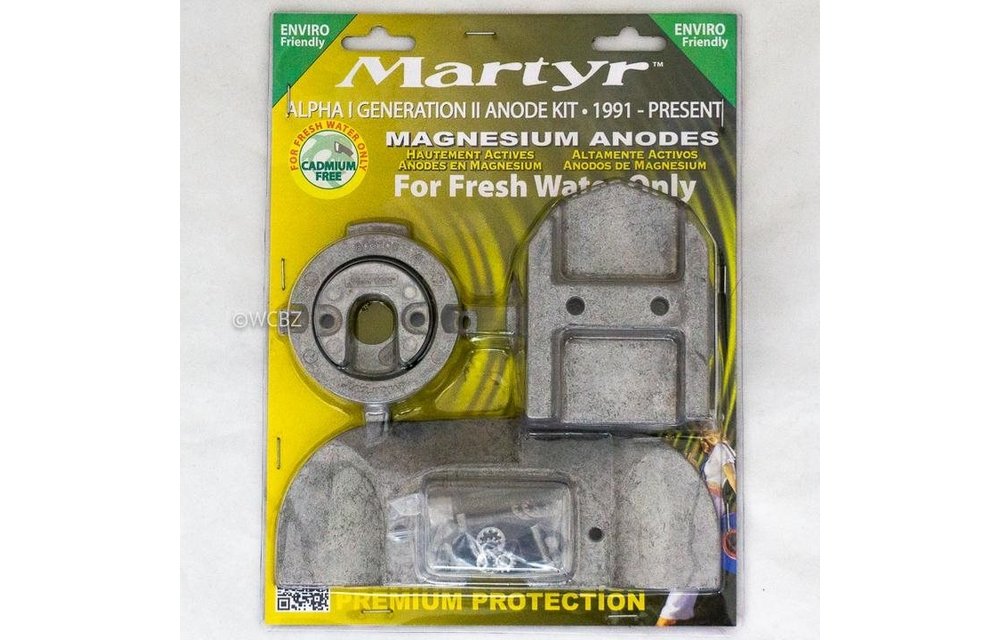 ENVIRO
Friendly
ENVIRO
Friendly
Martyr™
ALPHA I GENERATION II ANODE KIT • 1991 - PRESENT
MAGNESIUM ANODES
HAUTEMENT ACTIVES
ANODES EN MAGNESIUM
ALTAMENTE ACTIVOS
ANODOS DE MAGNESIUM
FOR FRESH WATER ONLY
CADMIUM
FREE
For Fresh Water Only
©WCBZ
PREMIUM PROTECTION